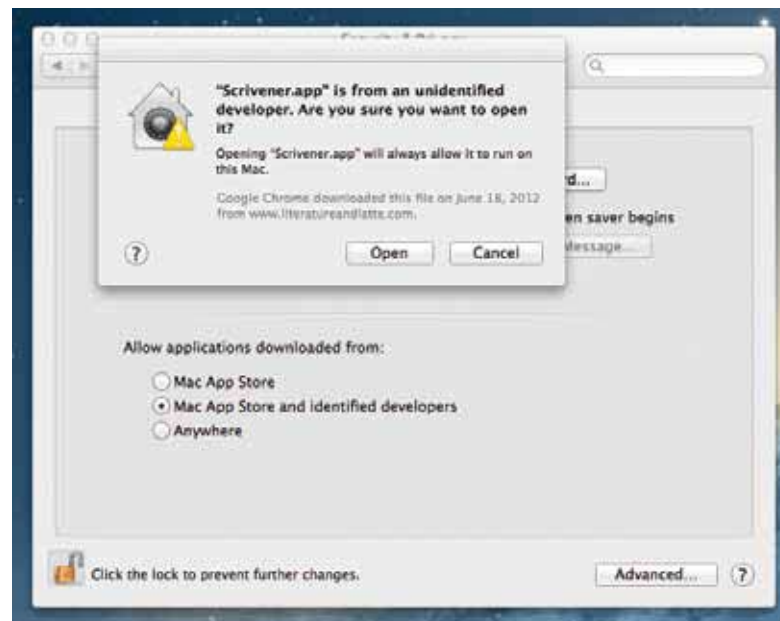 "Scrivener.app" is from an unidentified
developer. Are you sure you want to open
it?
Opening "Scrivener.app" will always allow it to run on
this Mac.
Google Chrome downloaded this file on June 18, 2012
from www.literatureandlatte.com.
?
Open
Cancel
d...
en saver begins
Message...
Allow applications downloaded from:
Mac App Store
Mac App Store and identified developers
Anywhere
Click the lock to prevent further changes.
Advanced...
?